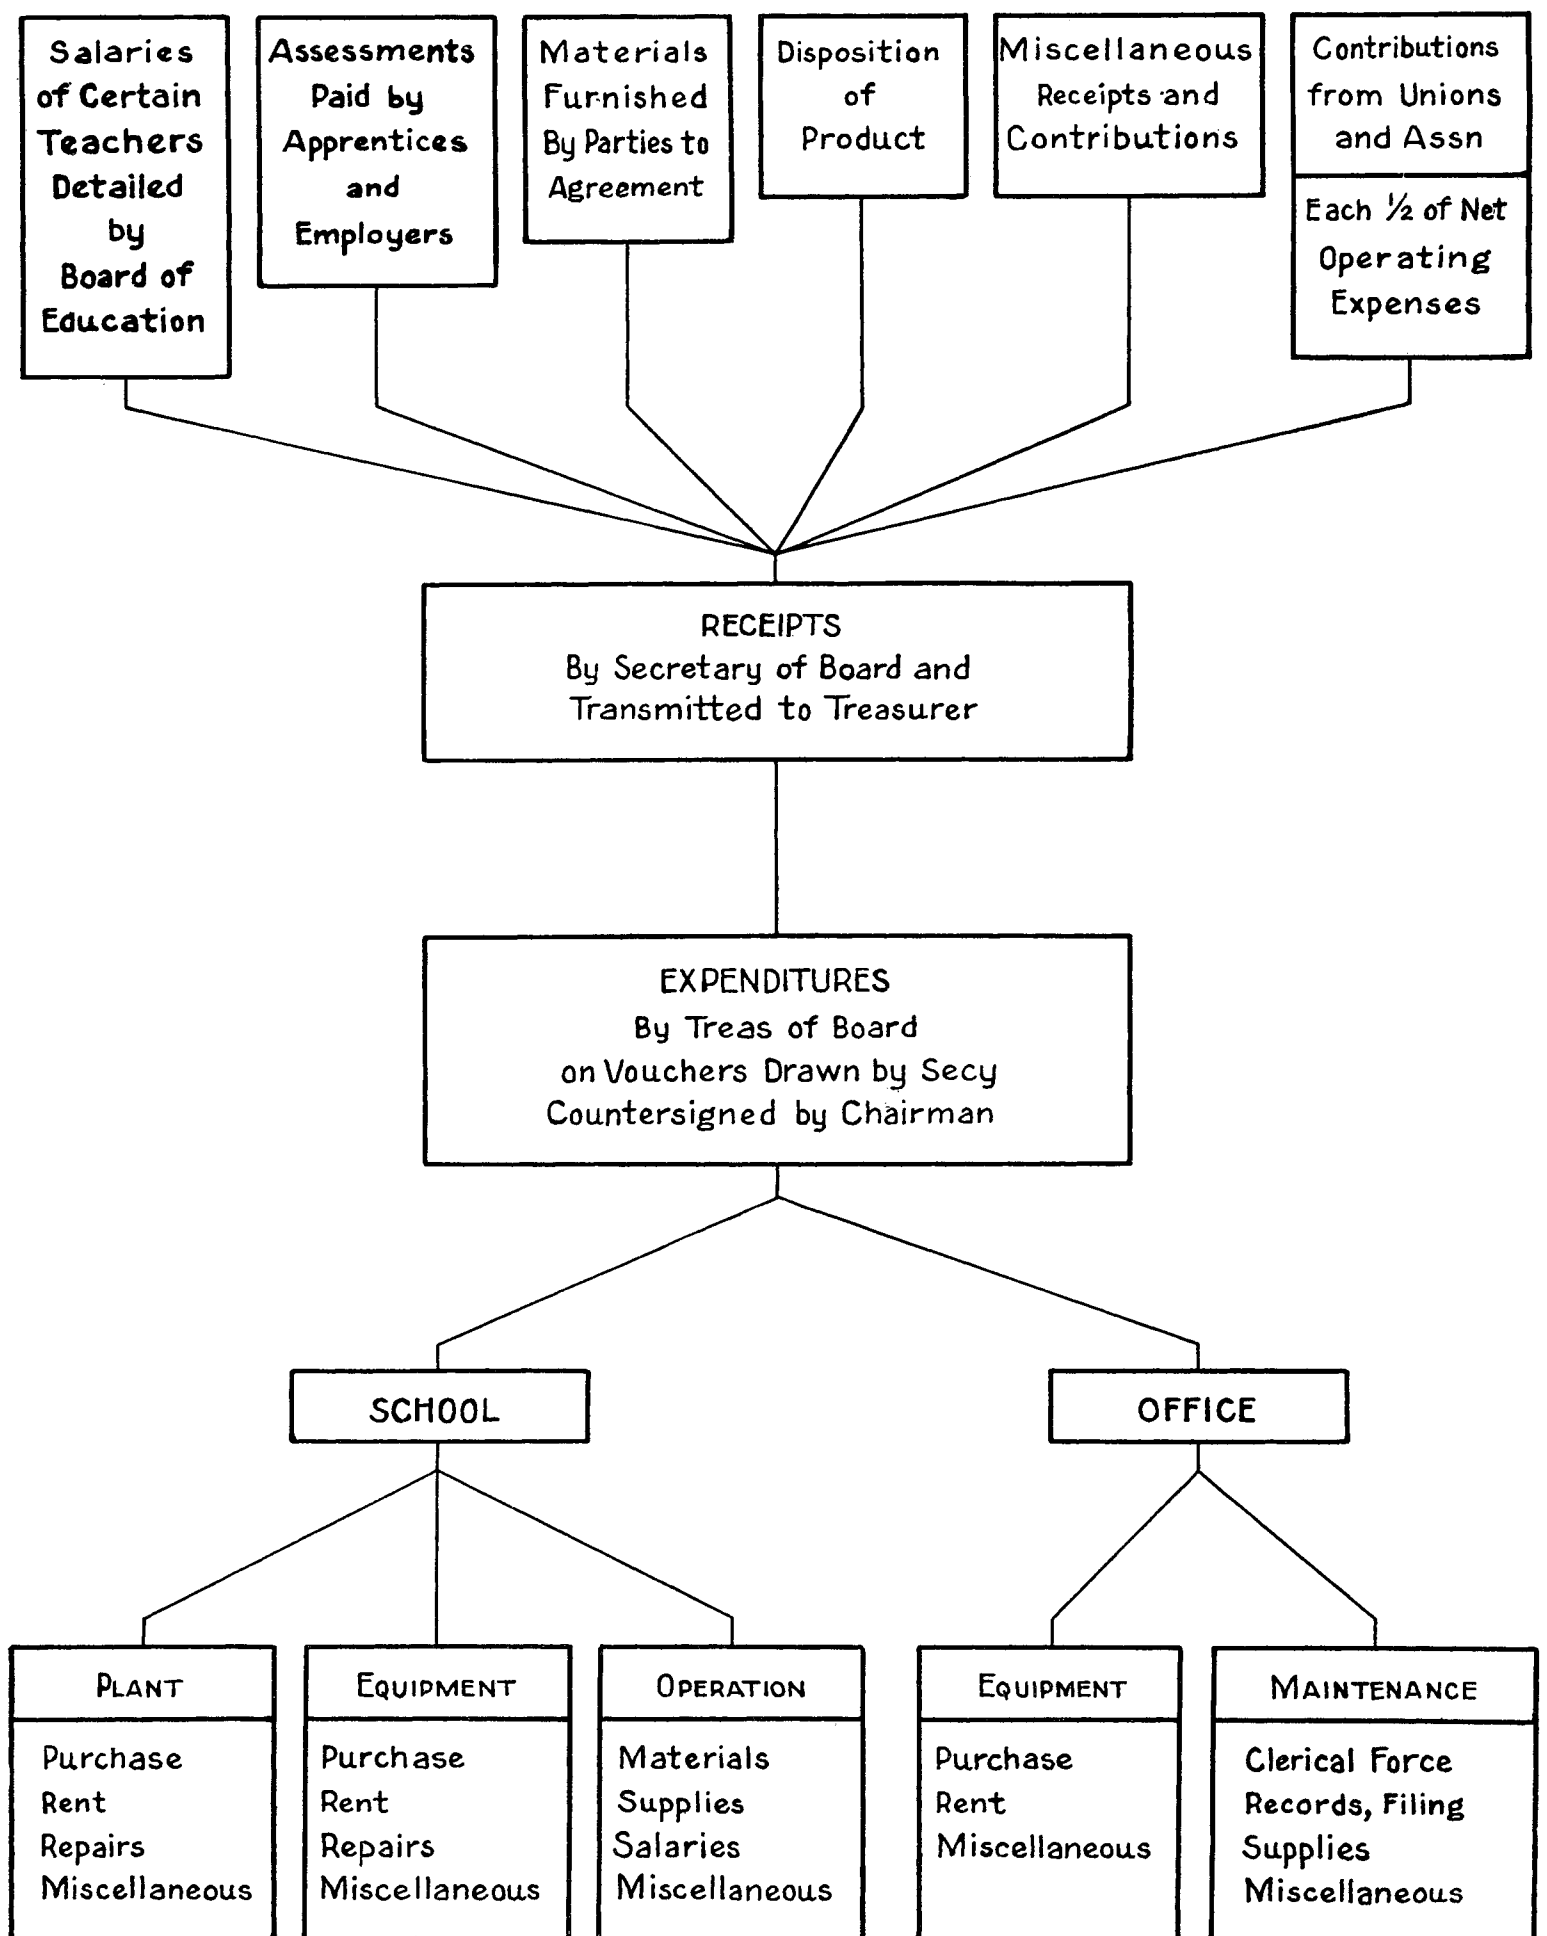 Salaries
of Certain
Teachers
Detailed
by
Board of
Education
Assessments
Paid by
Apprentices
and
Employers
Materials
Furnished
By Parties to
Agreement
Disposition
of
Product
Miscellaneous
Receipts and
Contributions
Contributions
from Unions
and Assn
Each ½ of Net
Operating
Expenses
RECEIPTS
By Secretary of Board and
Transmitted to Treasurer
EXPENDITURES
By Treas of Board
on Vouchers Drawn by Secy
Countersigned by Chairman
SCHOOL
OFFICE
PLANT
Purchase
Rent
Repairs
Miscellaneous
EQUIPMENT
Purchase
Rent
Repairs
Miscellaneous
OPERATION
Materials
Supplies
Salaries
Miscellaneous
EQUIPMENT
Purchase
Rent
Miscellaneous
MAINTENANCE
Clerical Force
Records, Filing
Supplies
Miscellaneous